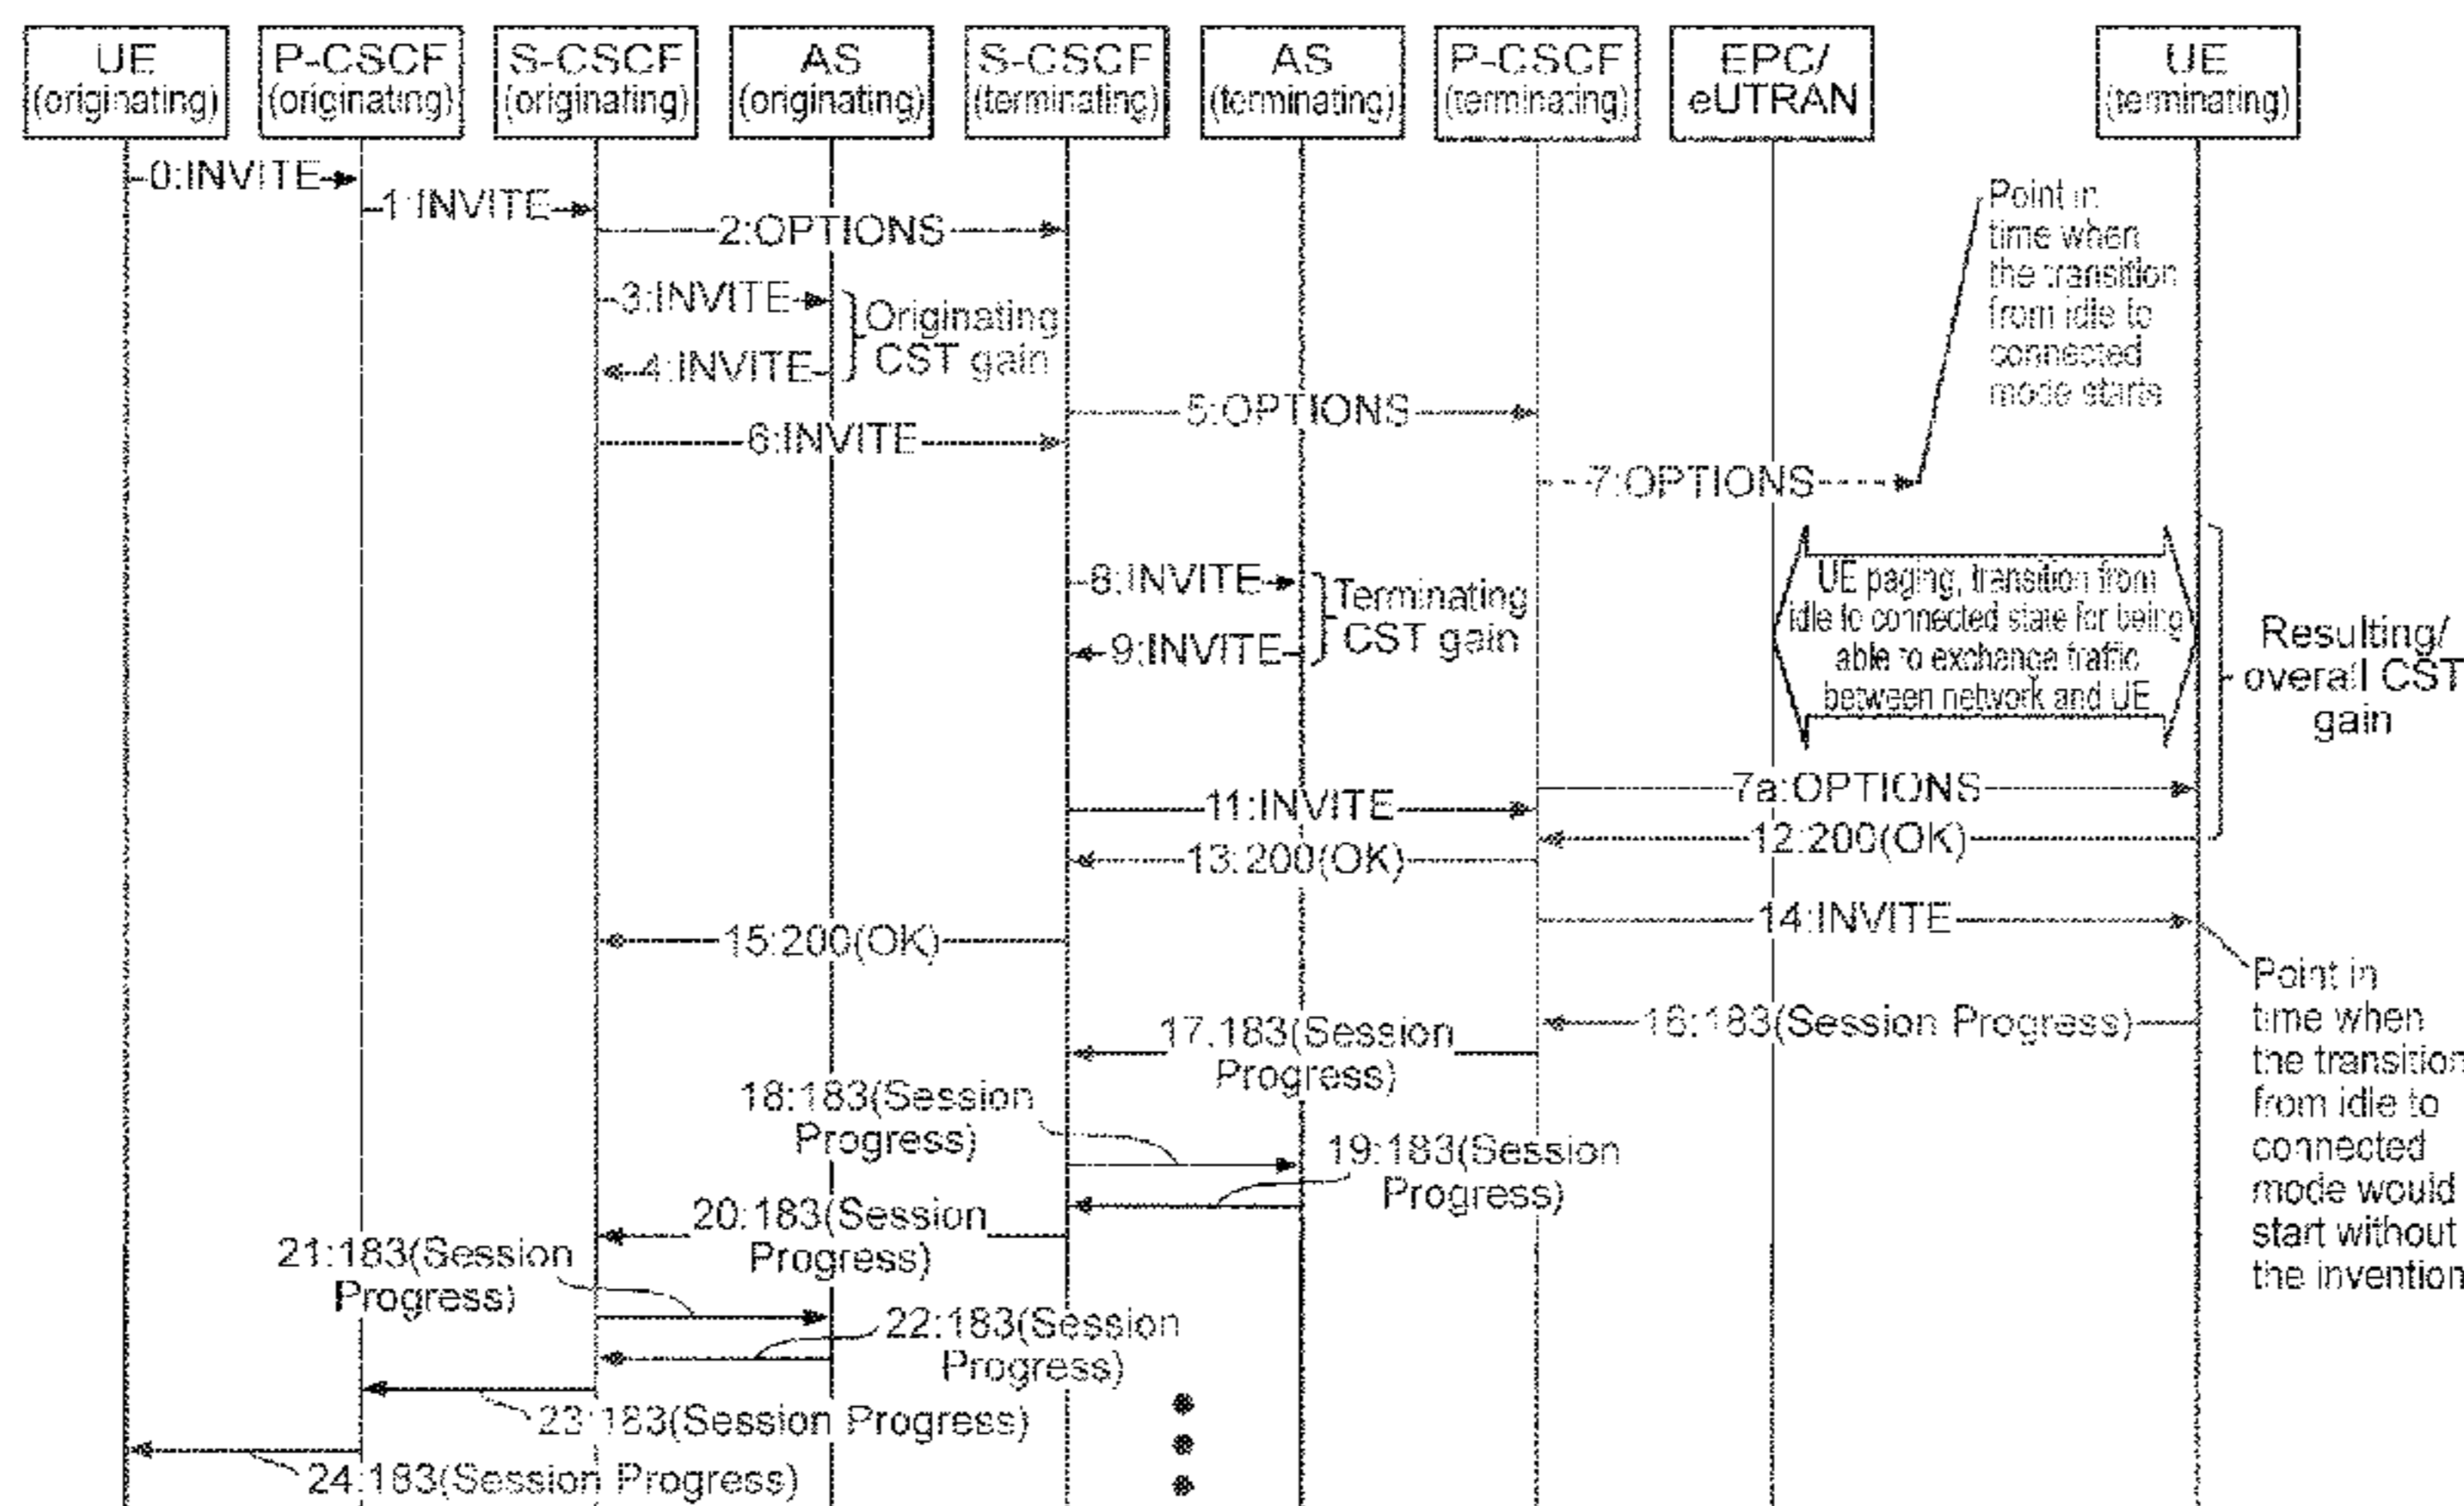 UE
(originating)
P-CSCF
(originating)
S-CSCF
(originating)
AS
(originating)
S-CSCF
(terminating)
AS
(terminating)
P-CSCF
(terminating)
EPC/
eUTRAN
UE
(terminating)
0:INVITE
1:INVITE
2:OPTIONS
Point in
time when
the transition
from idle to
connected
mode starts
3:INVITE
Originating
CST gain
4:INVITE
5:OPTIONS
6:INVITE
7:OPTIONS
8:INVITE
Terminating
CST gain
9:INVITE
UE paging, transition from
idle to connected state for being
able to exchange traffic
between network and UE
Resulting/
overall CST
gain
7a:OPTIONS
11:INVITE
12:200(OK)
13:200(OK)
14:INVITE
15:200(OK)
Point in
time when
the transition
from idle to
connected
mode would
start without
the invention
16:183(Session Progress)
17.183(Session
Progress)
18:183(Session
Progress)
19:183(Session
Progress)
20:183(Session
Progress)
21:183(Session
Progress)
22:183(Session
Progress)
23:183(Session Progress)
24:183(Session Progress)